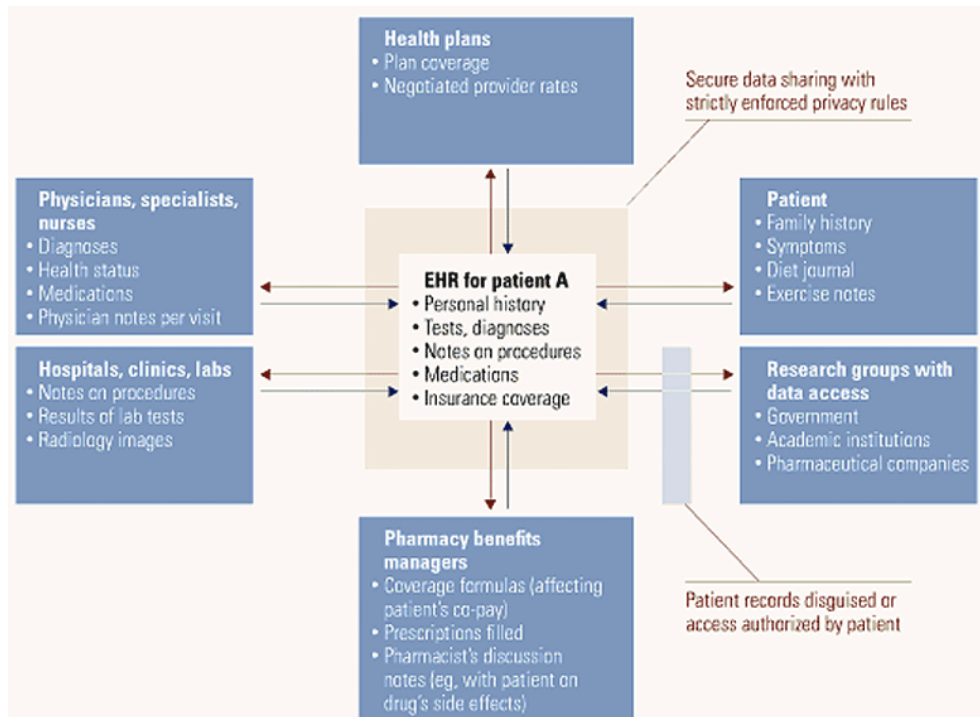 Health plans
• Plan coverage
• Negotiated provider rates
Secure data sharing with
strictly enforced privacy rules
Physicians, specialists,
nurses
• Diagnoses
• Health status
• Medications
• Physician notes per visit
Patient
• Family history
• Symptoms
• Diet journal
• Exercise notes
EHR for patient A
• Personal history
• Tests, diagnoses
• Notes on procedures
• Medications
• Insurance coverage
Hospitals, clinics, labs
• Notes on procedures
• Results of lab tests
• Radiology images
Research groups with
data access
• Government
• Academic institutions
• Pharmaceutical companies
Pharmacy benefits
managers
• Coverage formulas (affecting
patient's co-pay)
• Prescriptions filled
• Pharmacist's discussion
notes (eg, with patient on
drug's side effects)
Patient records disguised or
access authorized by patient